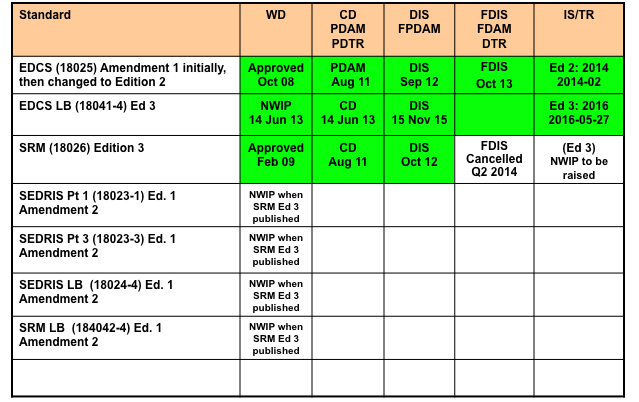 Standard
WD
CD
PDAM
PDTR
DIS
FPDAM
FDIS
FDAM
DTR
IS/TR
EDCS (18025) Amendment 1 initially,
then changed to Edition 2
Approved
Oct 08
PDAM
Aug 11
DIS
Sep 12
FDIS
Oct 13
Ed 2: 2014
2014-02
EDCS LB (18041-4) Ed 3
NWIP
14 Jun 13
CD
14 Jun 13
DIS
15 Nov 15
Ed 3: 2016
2016-05-27
SRM (18026) Edition 3
Approved
Feb 09
CD
Aug 11
DIS
Oct 12
FDIS
Cancelled
Q2 2014
(Ed 3)
NWIP to be
raised
SEDRIS Pt 1 (18023-1) Ed. 1
Amendment 2
NWIP when
SRM Ed 3
published
SEDRIS Pt 3 (18023-3) Ed. 1
Amendment 2
NWIP when
SRM Ed 3
published
SEDRIS LB (18024-4) Ed. 1
Amendment 2
NWIP when
SRM Ed 3
published
SRM LB (184042-4) Ed. 1
Amendment 2
NWIP when
SRM Ed 3
published